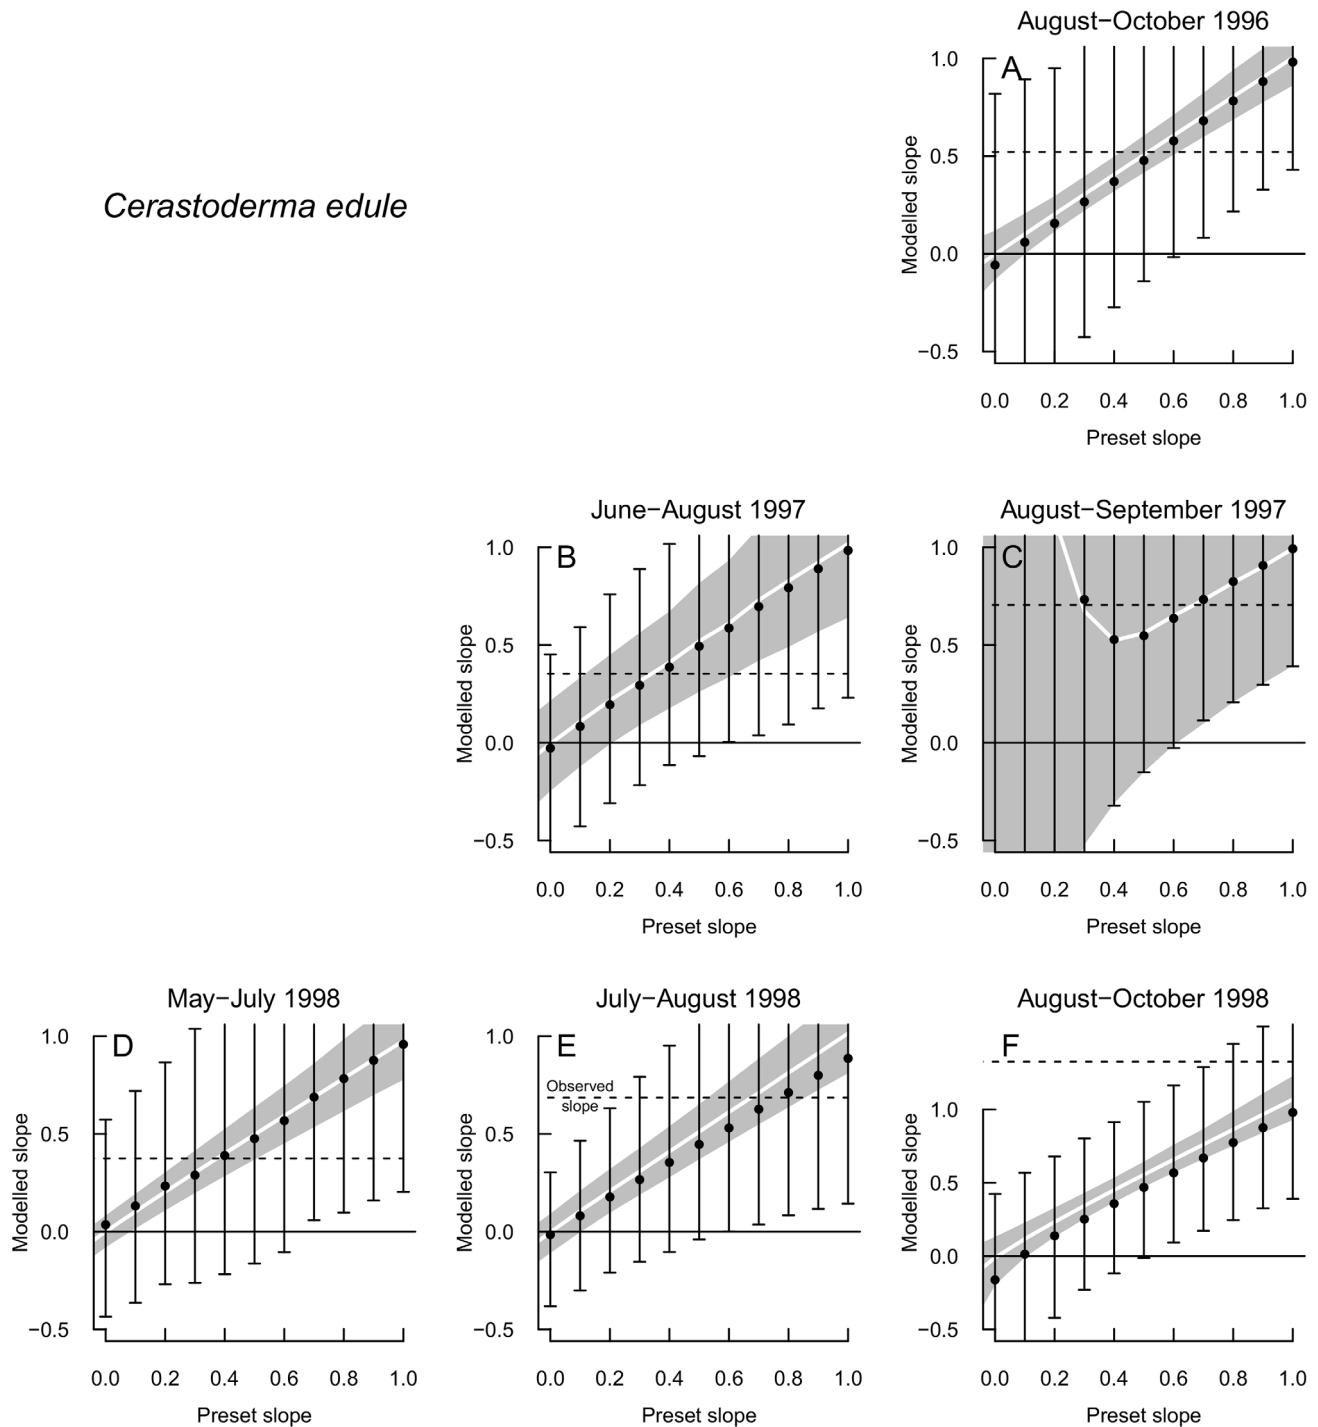 August−October 1996
A
1.0
0.5
0.0
−0.5
Modelled slope
0.0 0.2 0.4 0.6 0.8 1.0
Preset slope
Cerastoderma edule
June−August 1997
B
1.0
0.5
0.0
−0.5
Modelled slope
0.0 0.2 0.4 0.6 0.8 1.0
Preset slope
August−September 1997
C
1.0
0.5
0.0
−0.5
Modelled slope
0.0 0.2 0.4 0.6 0.8 1.0
Preset slope
May−July 1998
D
1.0
0.5
0.0
−0.5
Modelled slope
0.0 0.2 0.4 0.6 0.8 1.0
Preset slope
July−August 1998
E
1.0
0.5
0.0
−0.5
Modelled slope
Observed
slope
0.0 0.2 0.4 0.6 0.8 1.0
Preset slope
August−October 1998
F
1.0
0.5
0.0
−0.5
Modelled slope
0.0 0.2 0.4 0.6 0.8 1.0
Preset slope